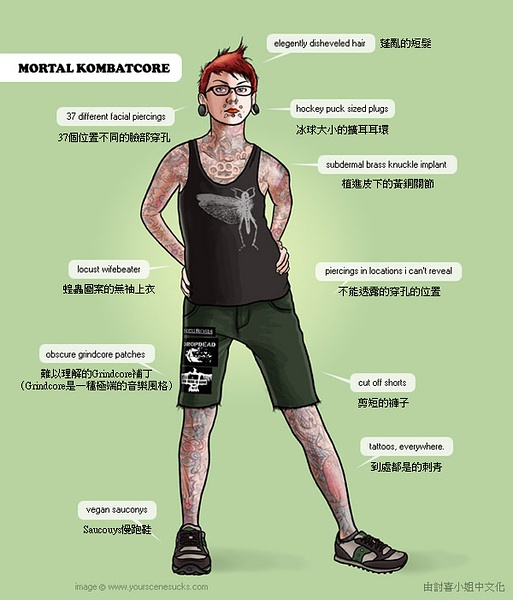 elegently disheveled hair 蓬亂的短髮
MORTAL KOMBATCORE
37 different facial piercings
37個位置不同的臉部穿孔
hockey puck sized plugs
冰球大小的擴耳耳環
subdermal brass knuckle implant
植進皮下的黃銅關節
locust wifebeater
蝗蟲圖案的無袖上衣
piercings in locations i can't reveal
不能透露的穿孔的位置
obscure grindcore patches
難以理解的Grindcore補丁
(Grindcore是一種極端的音樂風格)
DROPDEAD
cut off shorts
剪短的褲子
tattoos, everywhere.
到處都是的刺青
vegan sauconys
Saucouys慢跑鞋
image © www.yourscenesucks.com
由討喜小姐中文化